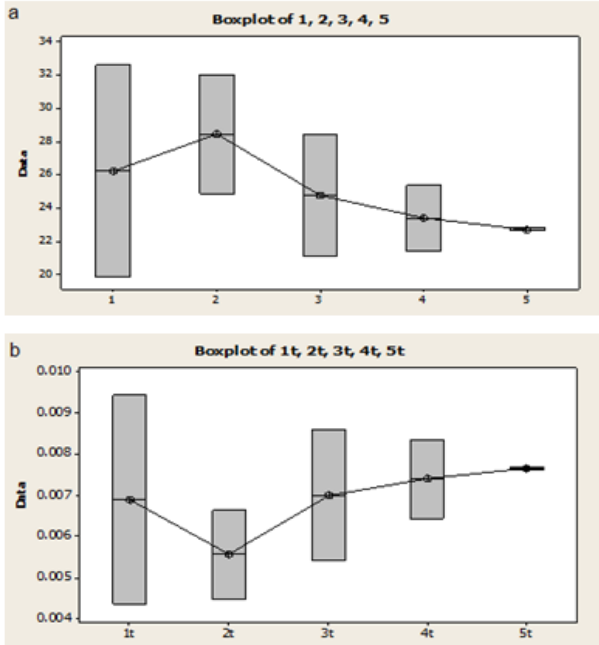 a
Boxplot of 1, 2, 3, 4, 5
34
32
30
28
26
24
22
20
Data
1 2 3 4 5
b
Boxplot of 1t, 2t, 3t, 4t, 5t
0.010
0.009
0.008
0.007
0.006
0.005
0.004
Data
1t 2t 3t 4t 5t